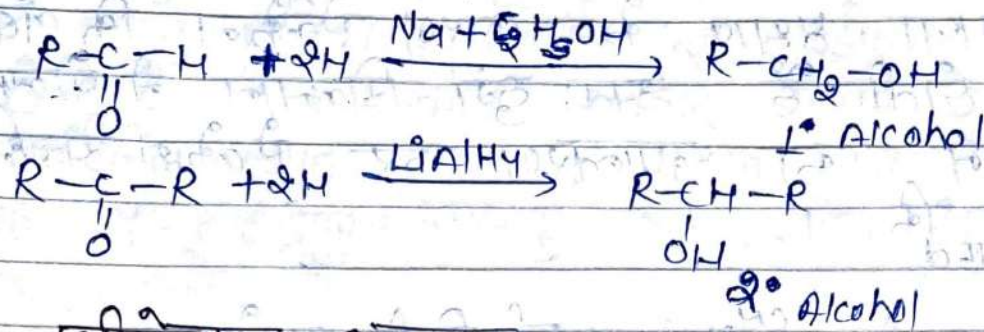 R-C-H + 2H Na+C2H5OH → R-CH2-OH
||
O
1° Alcohol
R-C-R +2H LiAlH4 → R-CH-R
|| '
O OH
2° Alcohol